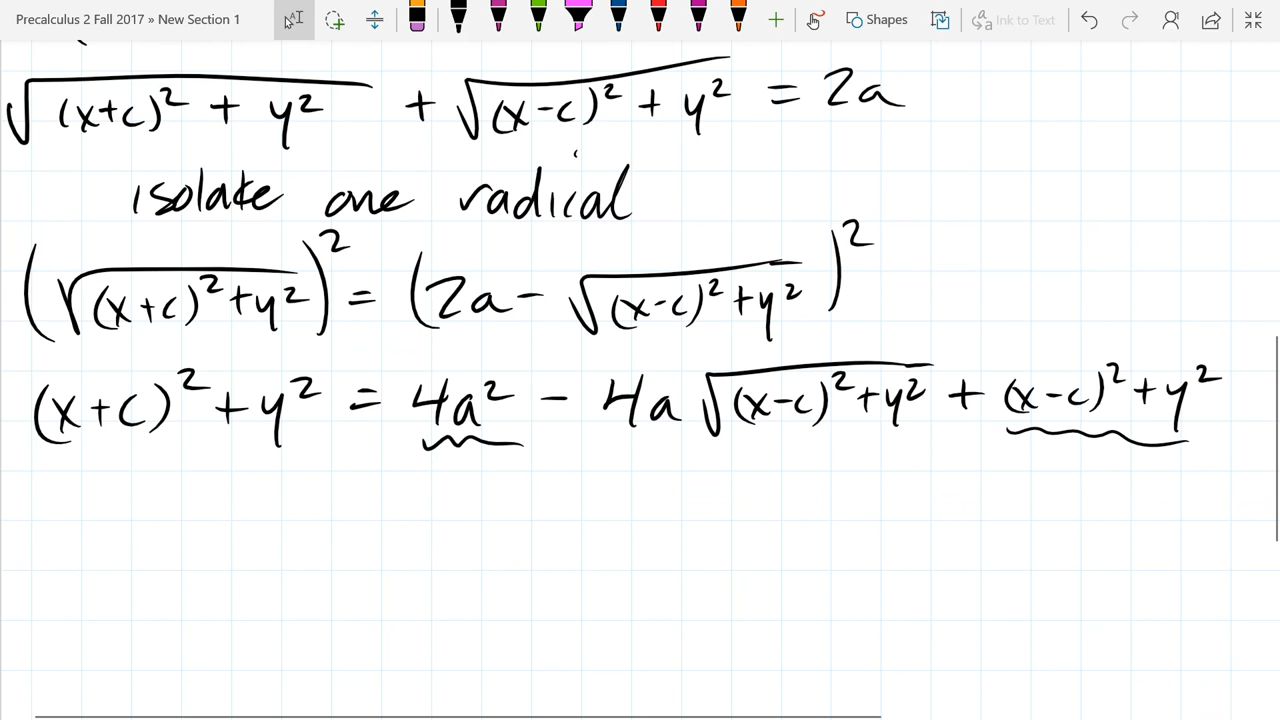 Precalculus 2 Fall 2017 » New Section 1
Shapes
Ink to Text
√((x+c)² + y²) + √((x-c)² + y²) = 2a
isolate one radical
(√((x+c)²+y²))² = (2a - √((x-c)²+y²))²
(x+c)² + y² = 4a² - 4a √((x-c)²+y²) + (x-c)² + y²